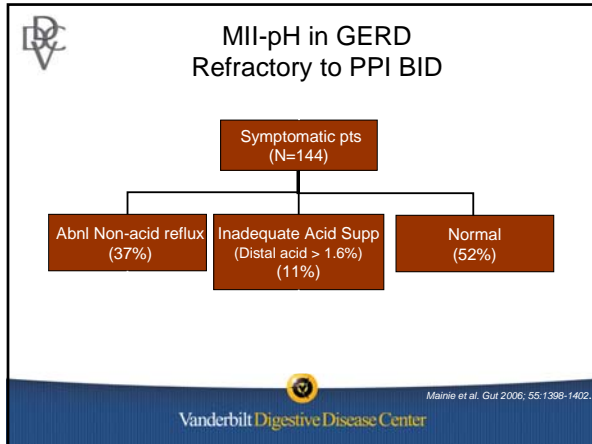 DDCV
MII-pH in GERD
Refractory to PPI BID
Symptomatic pts
(N=144)
Abnl Non-acid reflux
(37%)
Inadequate Acid Supp
(Distal acid > 1.6%)
(11%)
Normal
(52%)
Mainie et al. Gut 2006; 55:1398-1402.
Vanderbilt Digestive Disease Center